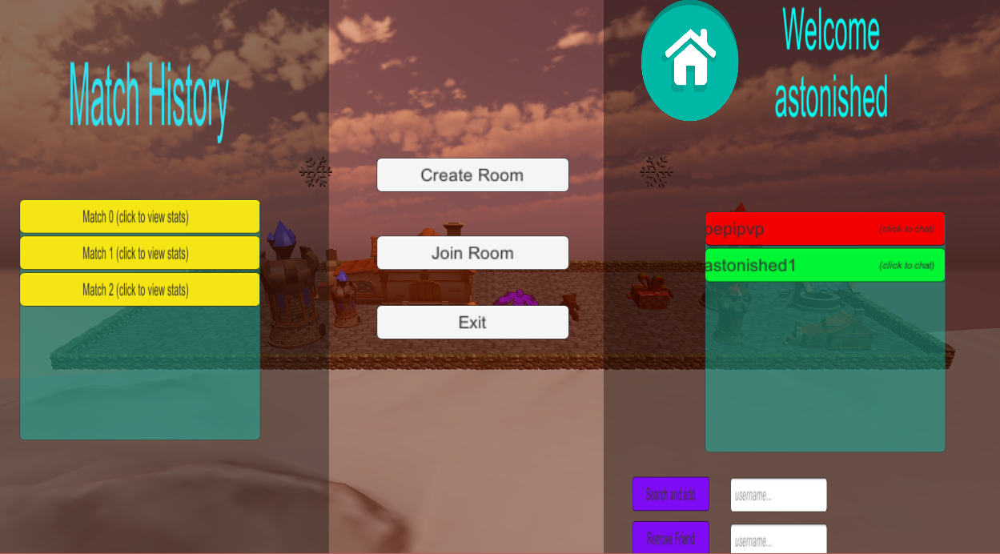 Match History
Match 0 (click to view stats)
Match 1 (click to view stats)
Match 2 (click to view stats)
Create Room
Join Room
Exit
Welcome
astonished
pepipvp (click to chat)
astonished1 (click to chat)
Search and add username...
Remove Friend username...